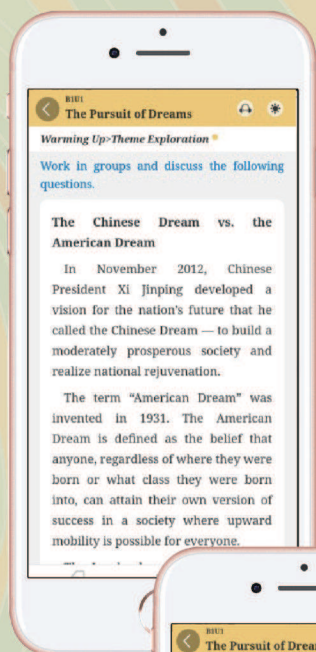 B1U1
The Pursuit of Dreams
Warming Up>Theme Exploration
Work in groups and discuss the following
questions.
The Chinese Dream vs. the
American Dream
In November 2012, Chinese
President Xi Jinping developed a
vision for the nation's future that he
called the Chinese Dream — to build a
moderately prosperous society and
realize national rejuvenation.
The term “American Dream” was
invented in 1931. The American
Dream is defined as the belief that
anyone, regardless of where they were
born or what class they were born
into, can attain their own version of
success in a society where upward
mobility is possible for everyone.
B1U1
The Pursuit of Drea